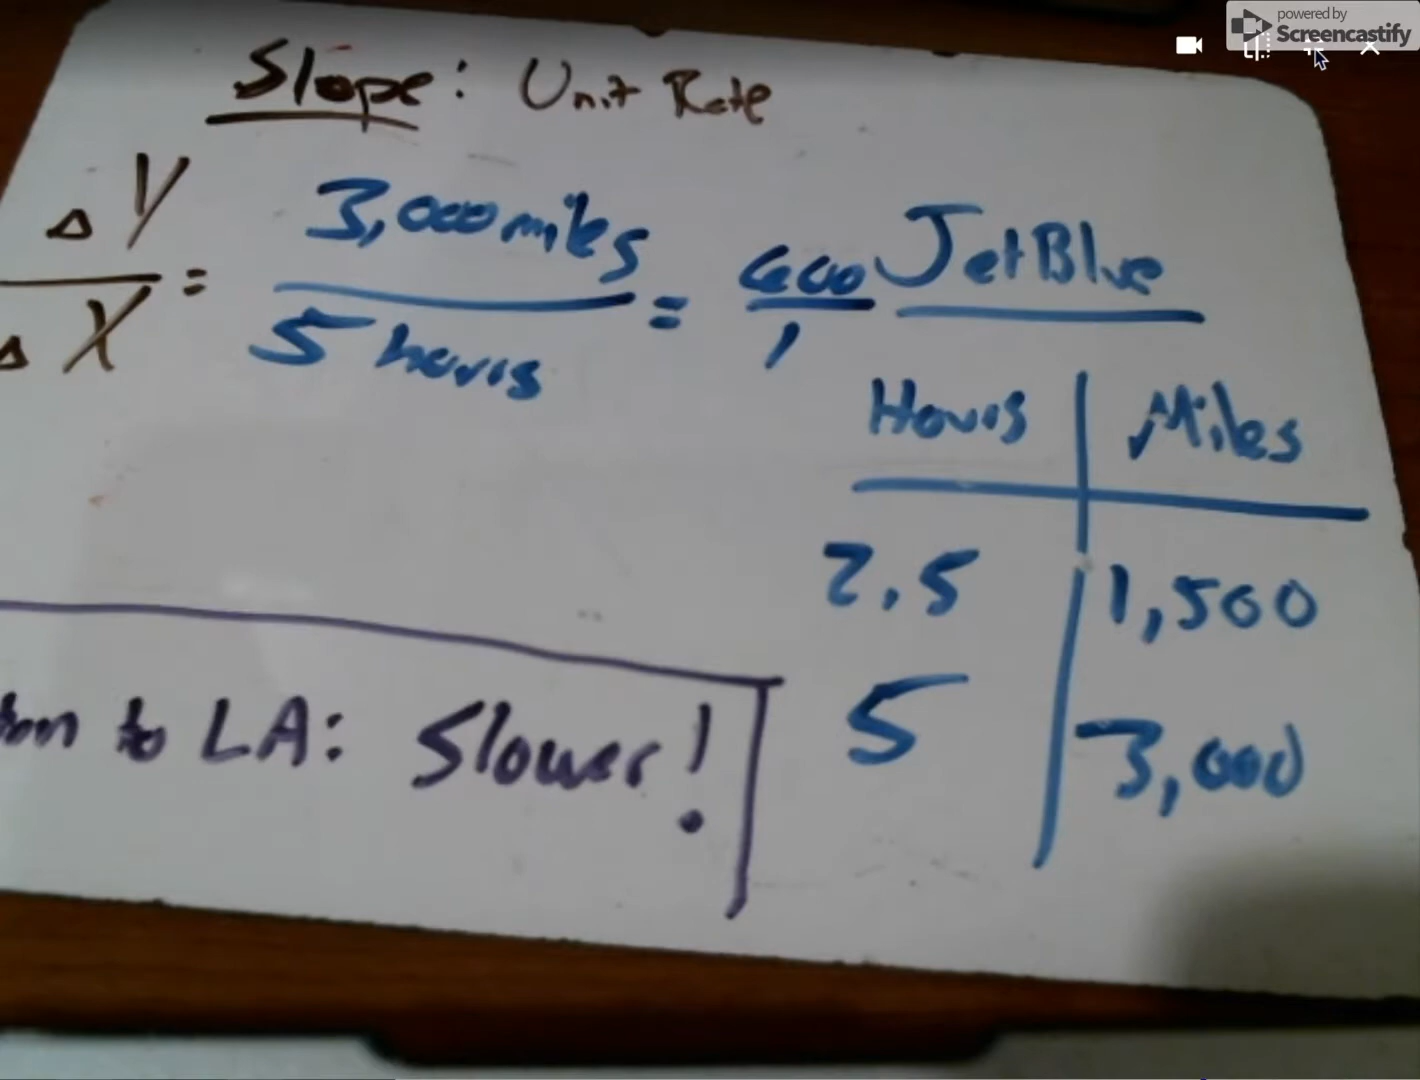 Slope: Unit Rate
ΔY / ΔX = 3,000 miles / 5 hours = 600 / 1
JetBlue
Hours Miles
2.5 1,500
5 3,000
to LA: Slower!
powered by
Screencastify